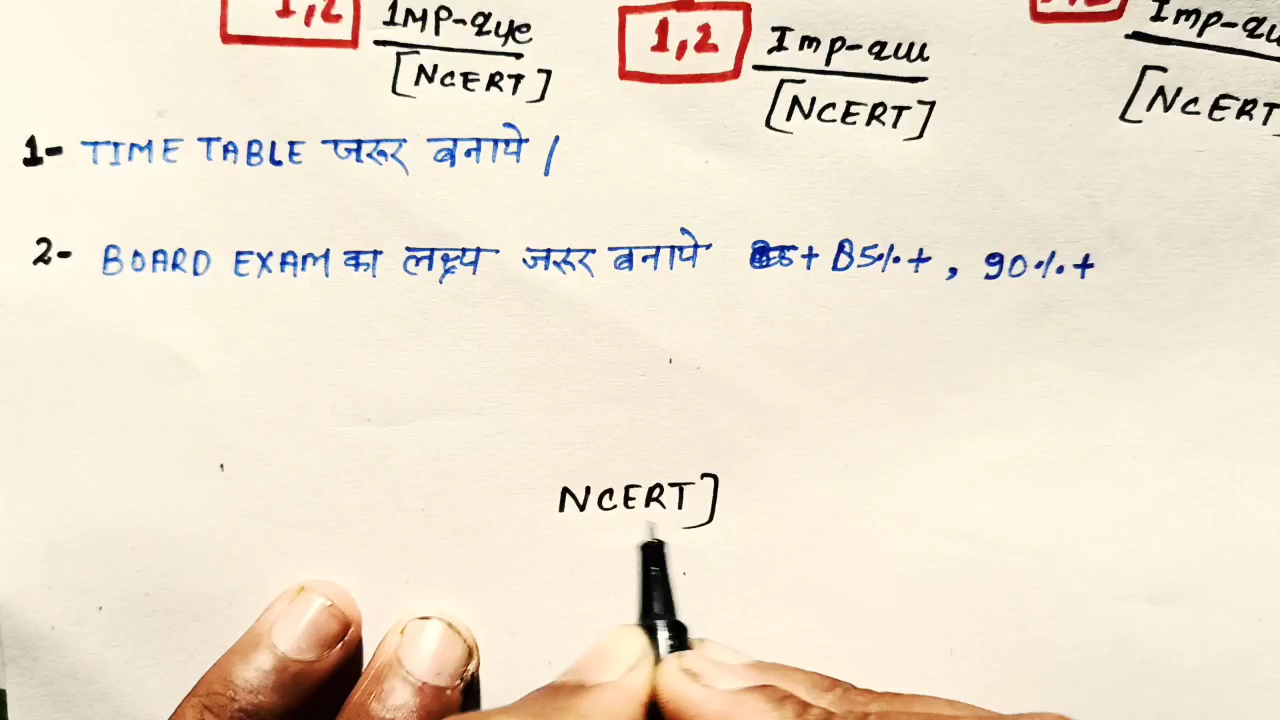 1,2 IMP-que 1,2 Imp-que Imp-qu
[NCERT] [NCERT] [NCERT
1- TIME TABLE जरूर बनाये |
2- BOARD EXAM का लक्ष्य जरूर बनाये + 85%+, 90%+
NCERT]